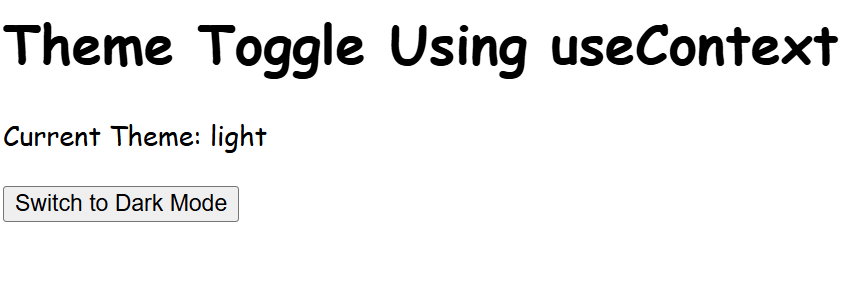 Theme Toggle Using useContext
Current Theme: light
Switch to Dark Mode